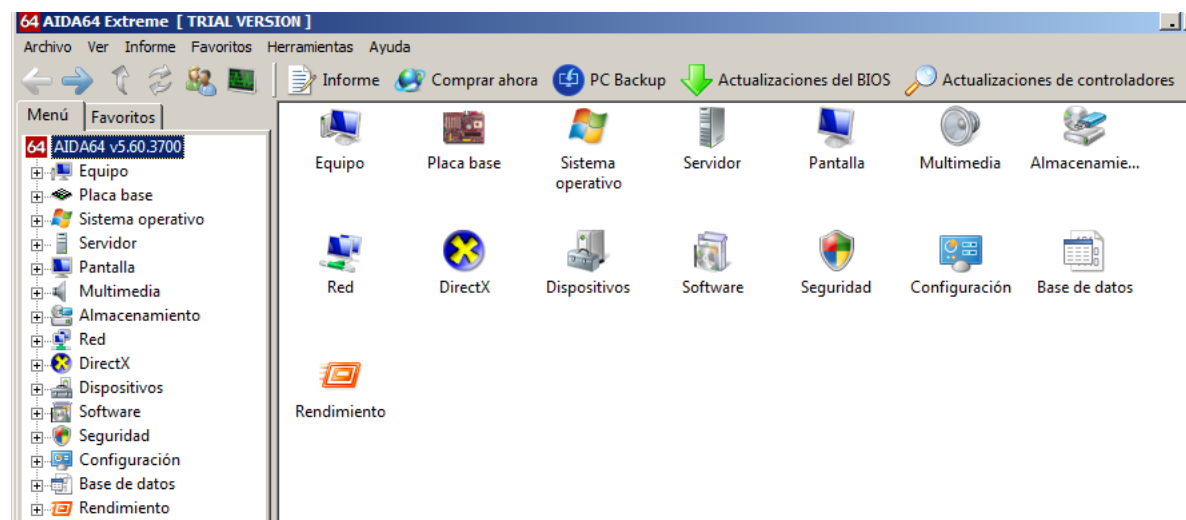 64 AIDA64 Extreme [ TRIAL VERSION ]
Archivo Ver Informe Favoritos Herramientas Ayuda
Informe Comprar ahora PC Backup Actualizaciones del BIOS Actualizaciones de controladores
Menú Favoritos
64 AIDA64 v5.60.3700
Equipo
Placa base
Sistema operativo
Servidor
Pantalla
Multimedia
Almacenamiento
Red
DirectX
Dispositivos
Software
Seguridad
Configuración
Base de datos
Rendimiento
Equipo Placa base Sistema operativo Servidor Pantalla Multimedia Almacenamie...
Red DirectX Dispositivos Software Seguridad Configuración Base de datos
Rendimiento